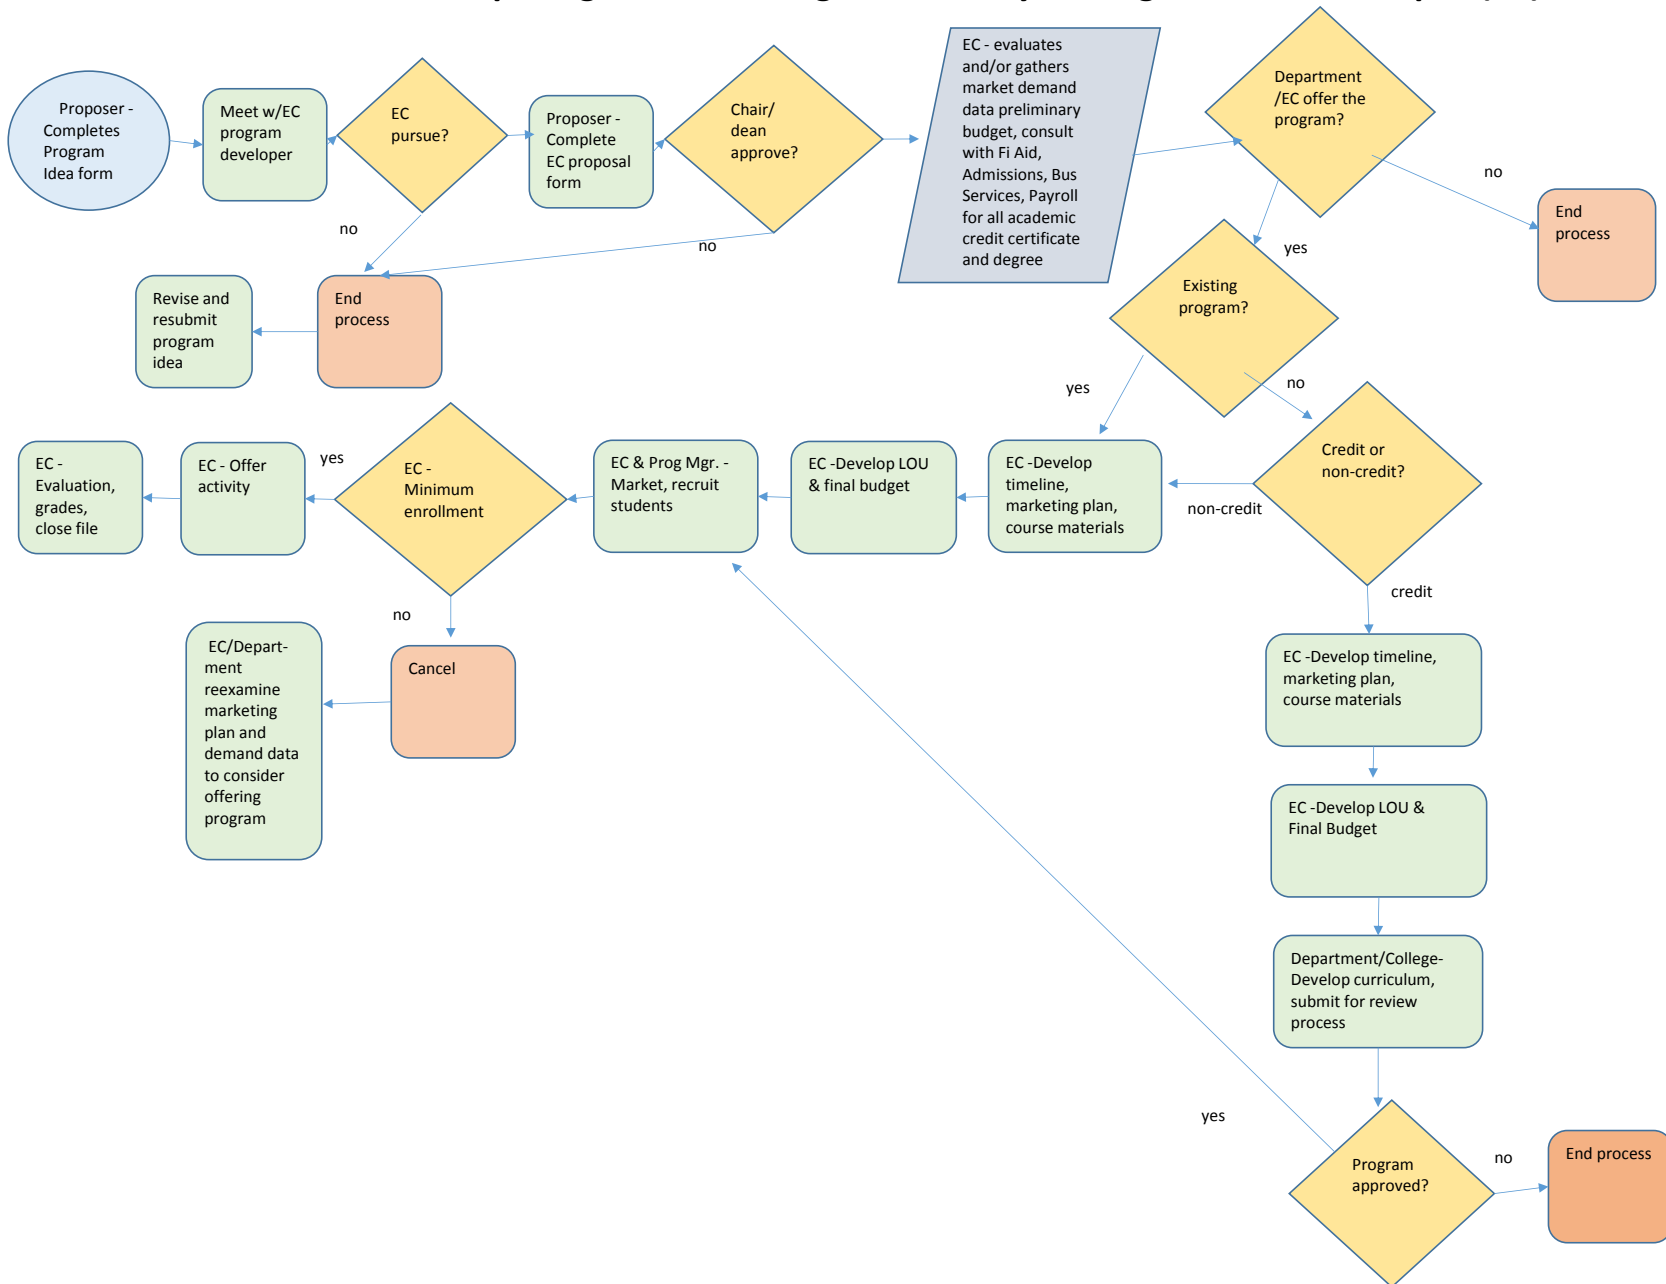 Proposer -
Completes
Program
Idea form
Meet w/EC
program
developer
EC
pursue?
no
Proposer -
Complete
EC proposal
form
Chair/
dean
approve?
no
EC - evaluates
and/or gathers
market demand
data preliminary
budget, consult
with Fi Aid,
Admissions, Bus
Services, Payroll
for all academic
credit certificate
and degree
Department
/EC offer the
program?
no
End
process
yes
Revise and
resubmit
program
idea
End
process
Existing
program?
yes
no
EC -
Evaluation,
grades,
close file
EC - Offer
activity
yes
EC -
Minimum
enrollment
EC & Prog Mgr. -
Market, recruit
students
EC -Develop LOU
& final budget
EC -Develop
timeline,
marketing plan,
course materials
non-credit
Credit or
non-credit?
credit
no
EC/Depart-
ment
reexamine
marketing
plan and
demand data
to consider
offering
program
Cancel
EC -Develop timeline,
marketing plan,
course materials
EC -Develop LOU &
Final Budget
Department/College-
Develop curriculum,
submit for review
process
yes
Program
approved?
no
End process